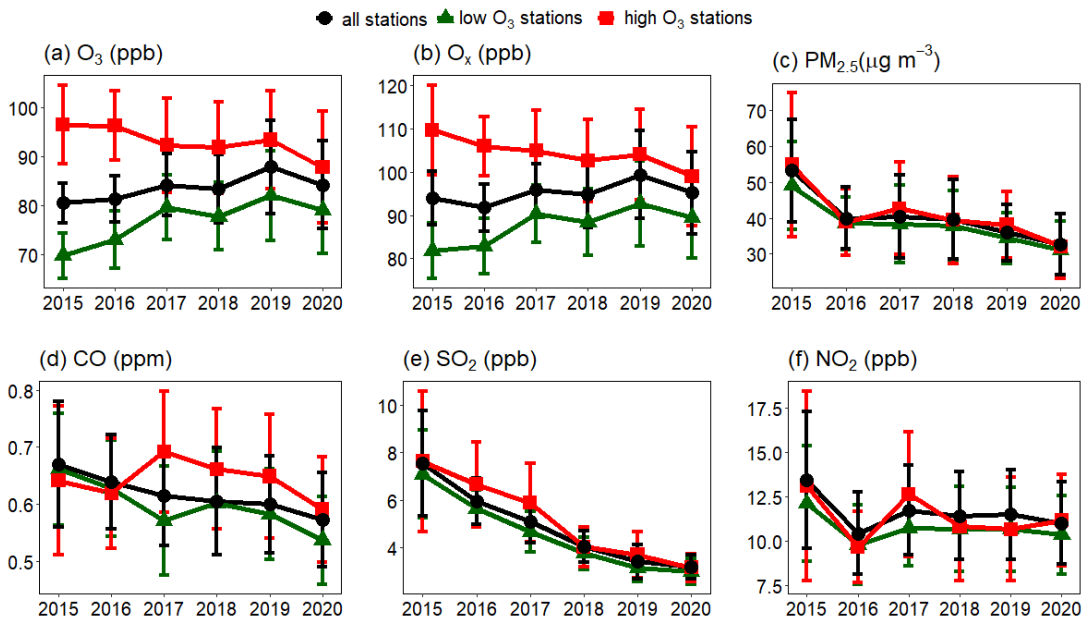 all stations low O₃ stations high O₃ stations
(a) O₃ (ppb)
100
90
80
70
2015 2016 2017 2018 2019 2020
(b) Oₓ (ppb)
120
110
100
90
80
2015 2016 2017 2018 2019 2020
(c) PM₂.₅(μg m⁻³)
70
60
50
40
30
2015 2016 2017 2018 2019 2020
(d) CO (ppm)
0.8
0.7
0.6
0.5
2015 2016 2017 2018 2019 2020
(e) SO₂ (ppb)
10
8
6
4
2015 2016 2017 2018 2019 2020
(f) NO₂ (ppb)
17.5
15.0
12.5
10.0
7.5
2015 2016 2017 2018 2019 2020